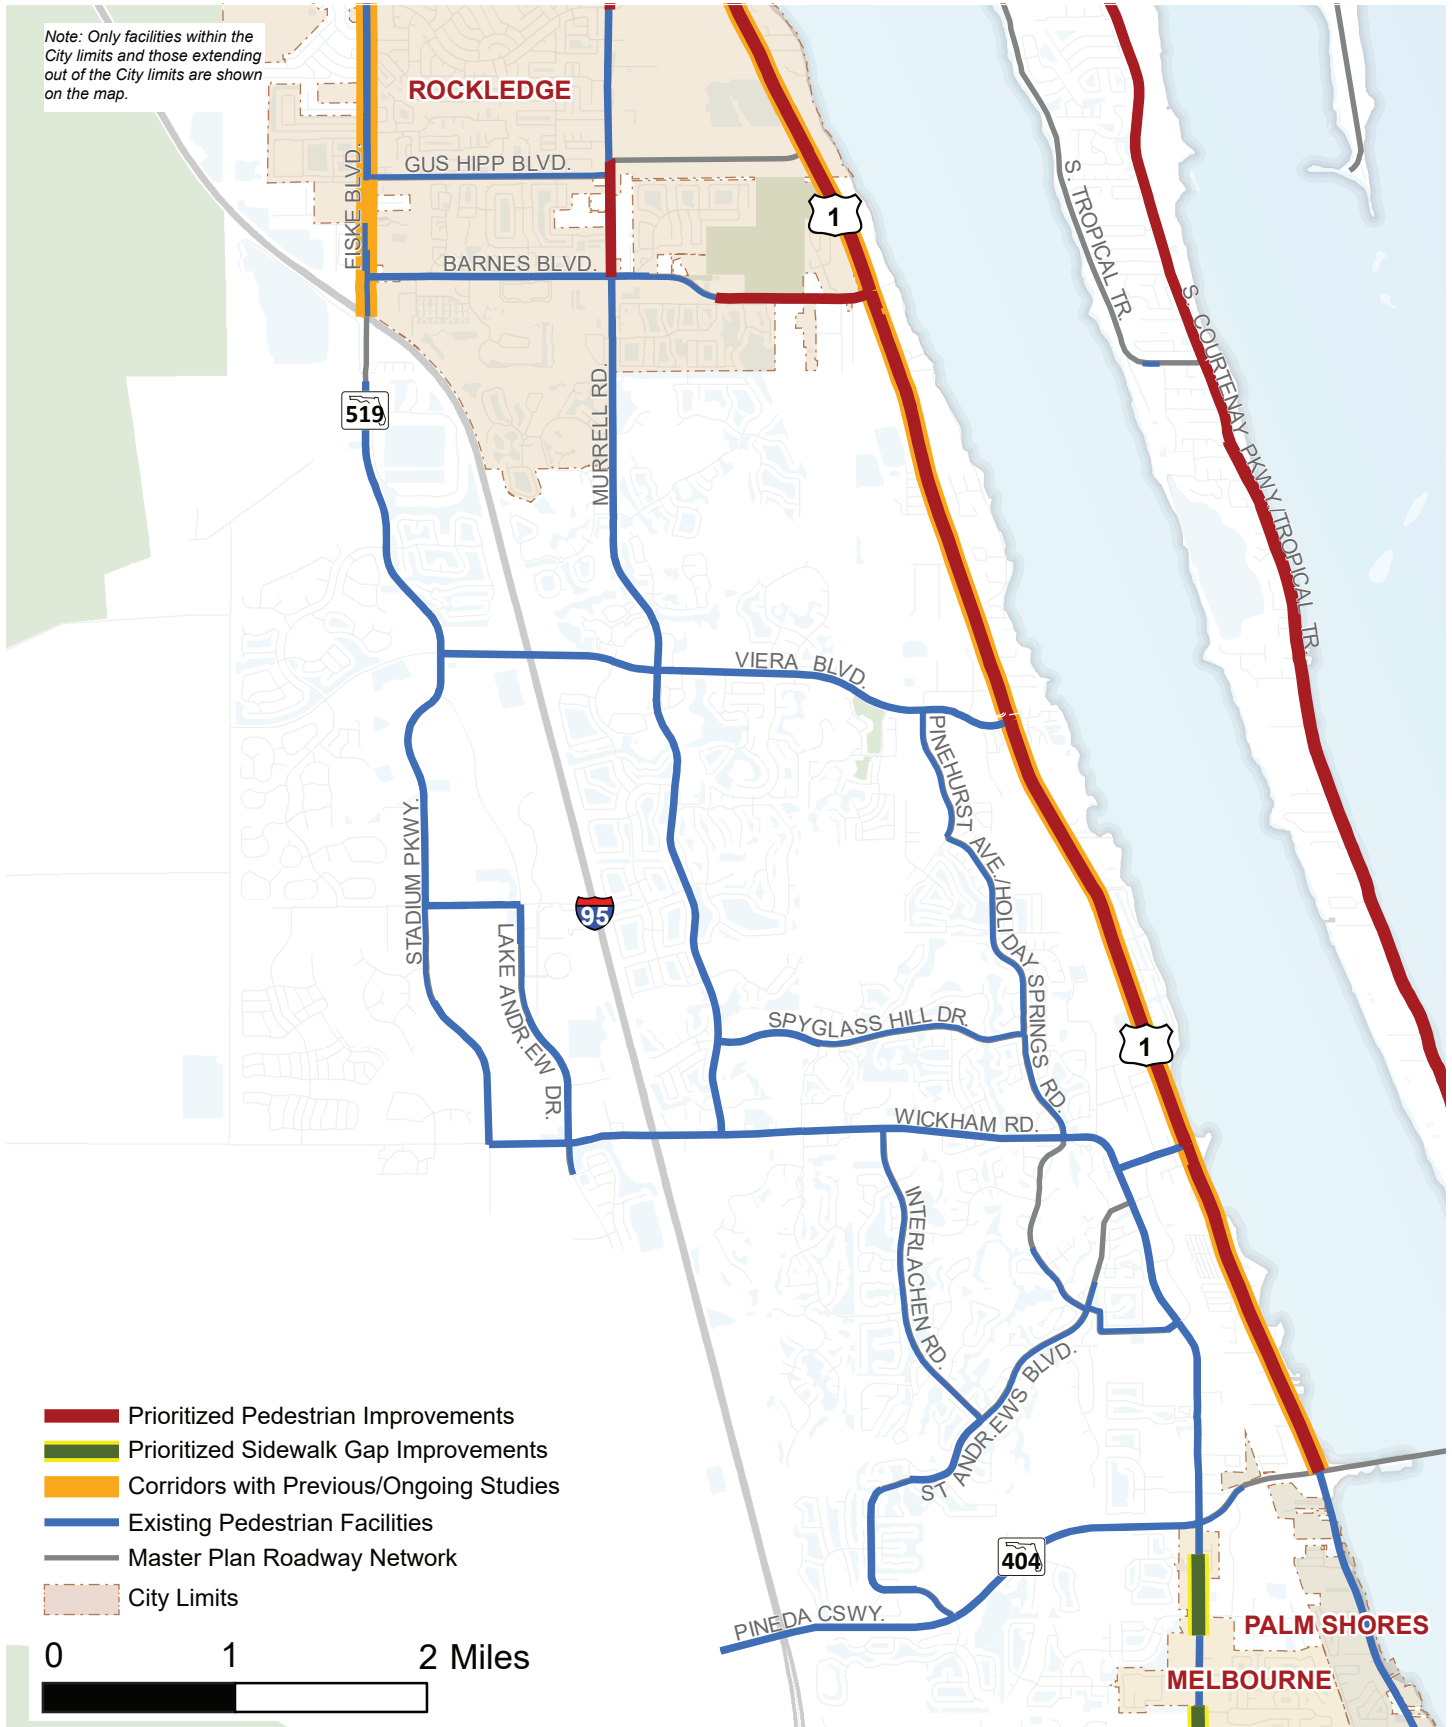 Note: Only facilities within the
City limits and those extending
out of the City limits are shown
on the map.
ROCKLEDGE
GUS HIPP BLVD.
FISKE BLVD.
BARNES BLVD.
1
S. TROPICAL TR.
S. COURTENAY PKWY./TROPICAL TR.
519
MURRELL RD.
VIERA BLVD.
PINEHURST AVE./HOLIDAY SPRINGS RD.
STADIUM PKWY.
95
LAKE ANDR.EW DR.
SPYGLASS HILL DR.
1
WICKHAM RD.
INTERLACHEN RD.
ST ANDR.EWS BLVD.
404
PINEDA CSWY.
PALM SHORES
MELBOURNE
Prioritized Pedestrian Improvements
Prioritized Sidewalk Gap Improvements
Corridors with Previous/Ongoing Studies
Existing Pedestrian Facilities
Master Plan Roadway Network
City Limits
0 1 2 Miles